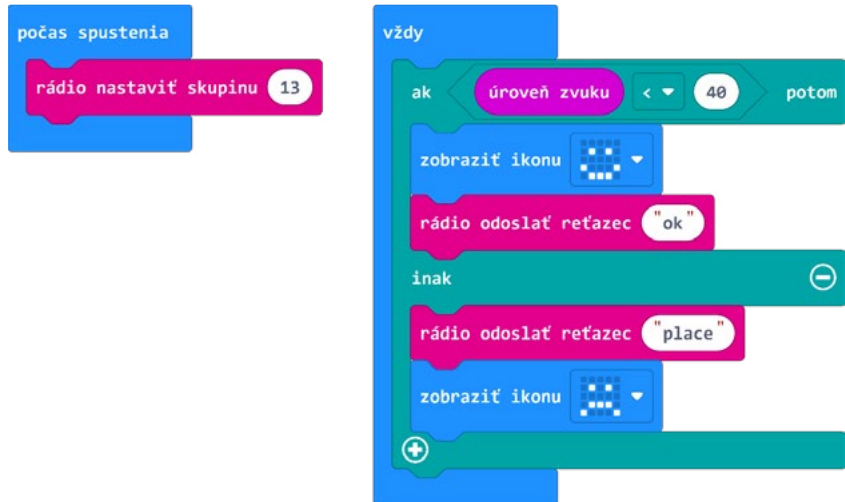 počas spustenia
rádio nastaviť skupinu 13
vždy
ak úroveň zvuku < 40 potom
zobraziť ikonu
rádio odoslať reťazec "ok"
inak
rádio odoslať reťazec "place"
zobraziť ikonu